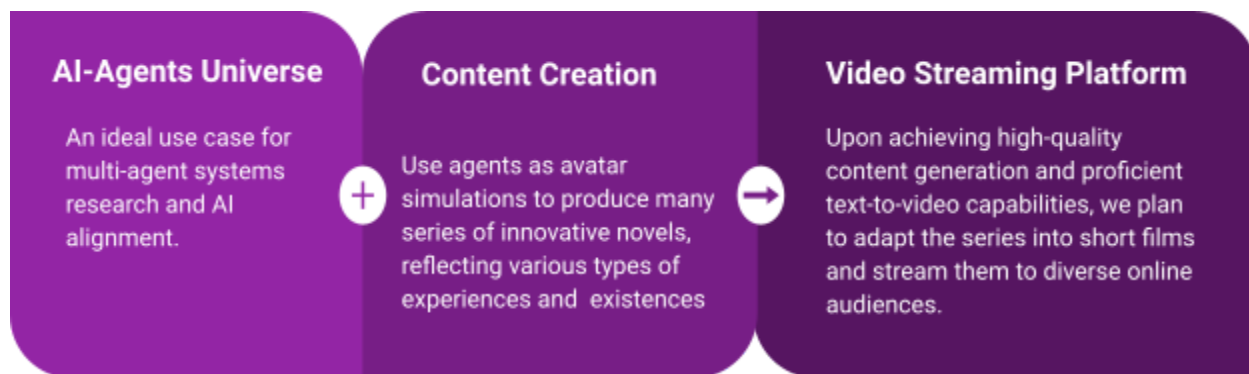 AI-Agents Universe
An ideal use case for
multi-agent systems
research and AI
alignment.
+
Content Creation
Use agents as avatar
simulations to produce many
series of innovative novels,
reflecting various types of
experiences and existences
Video Streaming Platform
Upon achieving high-quality
content generation and proficient
text-to-video capabilities, we plan
to adapt the series into short films
and stream them to diverse online
audiences.